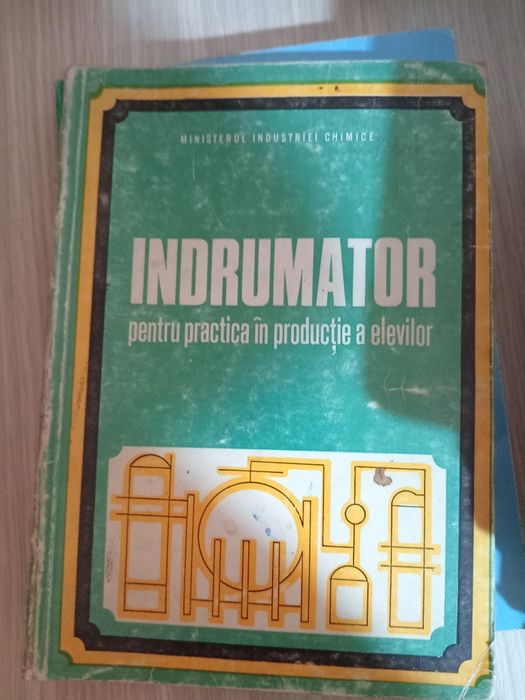 MINISTERUL INDUSTRIEI CHIMICE
INDRUMATOR
pentru practica în producție a elevilor